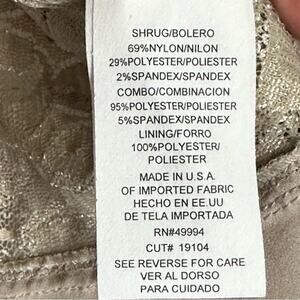 SHRUG/BOLERO
69%NYLON/NILON
29%POLYESTER/POLIESTER
2%SPANDEX/SPANDEX
COMBO/COMBINACION
95%POLYESTER/POLIESTER
5%SPANDEX/SPANDEX
LINING/FORRO
100%POLYESTER/
POLIESTER
MADE IN U.S.A.
OF IMPORTED FABRIC
HECHO EN EE.UU
DE TELA IMPORTADA
RN#49994
CUT# 19104
SEE REVERSE FOR CARE
VER AL DORSO
PARA CUIDADO